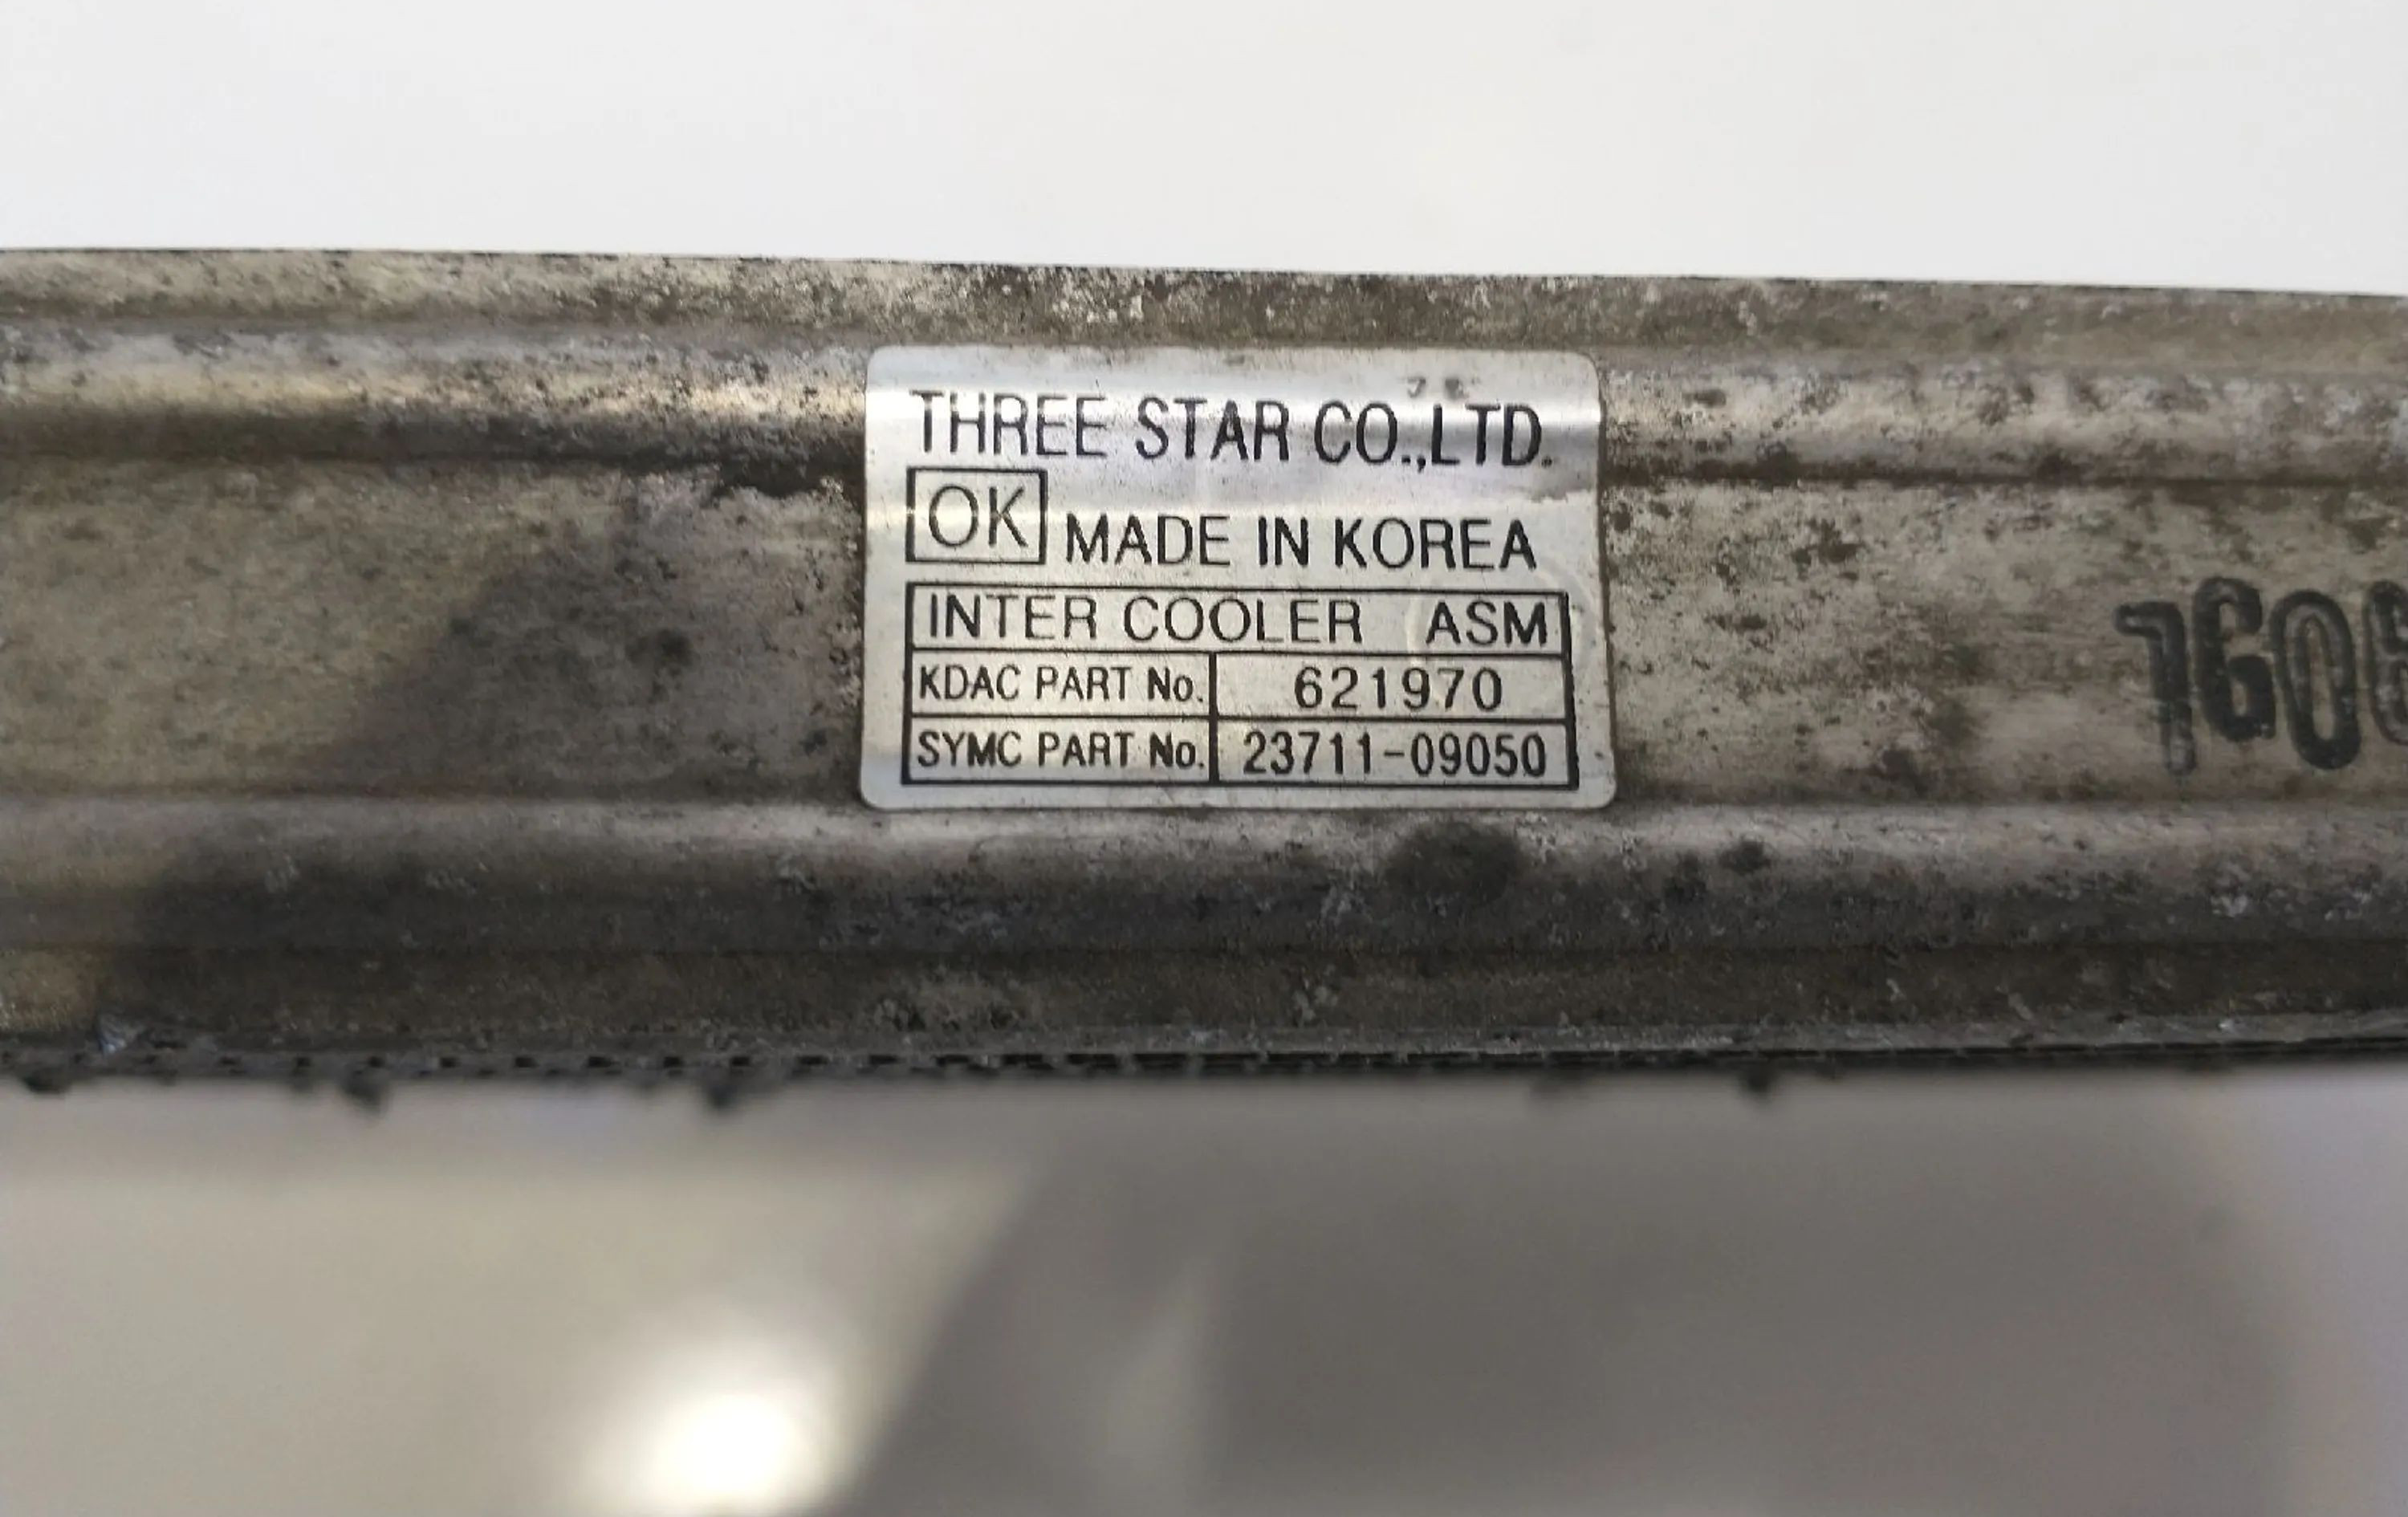 THREE STAR CO.,LTD.
OK MADE IN KOREA
INTER COOLER ASM
KDAC PART No. 621970
SYMC PART No. 23711-09050